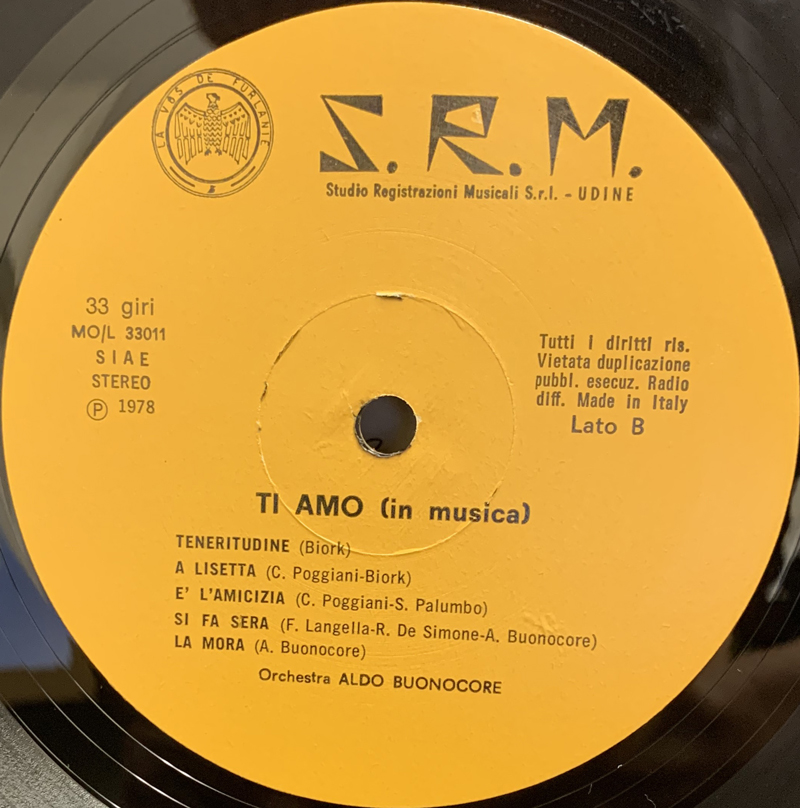 LA VÔS DE FURLANIE
S.R.M.
Studio Registrazioni Musicali S.r.l. - UDINE
33 giri
MO/L 33011
SIAE
STEREO
Ⓟ 1978
Tutti i diritti ris.
Vietata duplicazione
pubbl. esecuz. Radio
diff. Made in Italy
Lato B
TI AMO (in musica)
TENERITUDINE (Biork)
A LISETTA (C. Poggiani-Biork)
E' L'AMICIZIA (C. Poggiani-S. Palumbo)
SI FA SERA (F. Langella-R. De Simone-A. Buonocore)
LA MORA (A. Buonocore)
Orchestra ALDO BUONOCORE